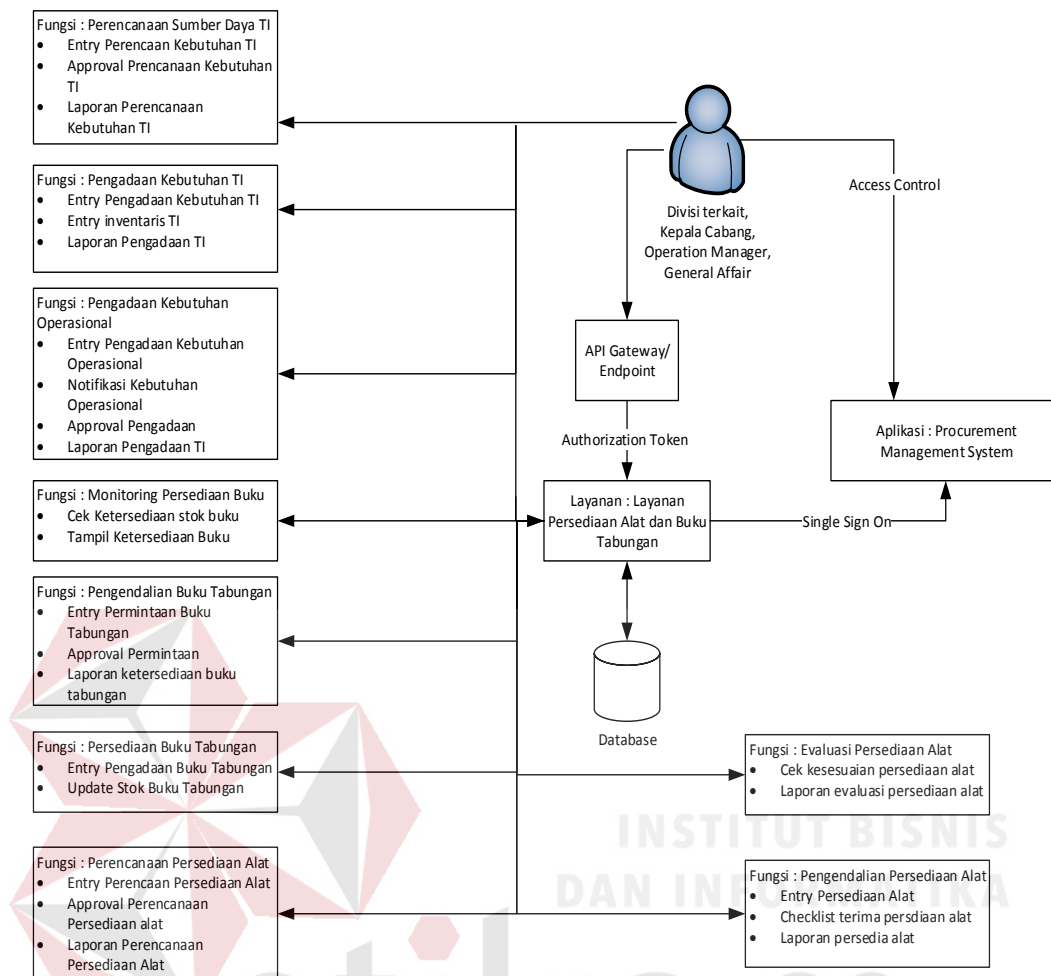 Fungsi : Perencanaan Sumber Daya TI
• Entry Perencaan Kebutuhan TI
• Approval Prencanaan Kebutuhan
TI
• Laporan Perencanaan
Kebutuhan TI
Fungsi : Pengadaan Kebutuhan TI
• Entry Pengadaan Kebutuhan TI
• Entry inventaris TI
• Laporan Pengadaan TI
Fungsi : Pengadaan Kebutuhan
Operasional
• Entry Pengadaan Kebutuhan
Operasional
• Notifikasi Kebutuhan
Operasional
• Approval Pengadaan
• Laporan Pengadaan TI
Fungsi : Monitoring Persediaan Buku
• Cek Ketersediaan stok buku
• Tampil Ketersediaan Buku
Fungsi : Pengendalian Buku Tabungan
• Entry Permintaan Buku
Tabungan
• Approval Permintaan
• Laporan ketersediaan buku
tabungan
Fungsi : Persediaan Buku Tabungan
• Entry Pengadaan Buku Tabungan
• Update Stok Buku Tabungan
Fungsi : Perencanaan Persediaan Alat
• Entry Perencaan Persediaan Alat
• Approval Perencanaan
Persediaan alat
• Laporan Perencanaan
Persediaan Alat
Divisi terkait,
Kepala Cabang,
Operation Manager,
General Affair
Access Control
API Gateway/
Endpoint
Authorization Token
Layanan : Layanan
Persediaan Alat dan Buku
Tabungan
Single Sign On
Aplikasi : Procurement
Management System
Database
Fungsi : Evaluasi Persediaan Alat
• Cek kesesuaian persediaan alat
• Laporan evaluasi persediaan alat
Fungsi : Pengendalian Persediaan Alat
• Entry Persediaan Alat
• Checklist terima persdiaan alat
• Laporan persedia alat
INSTITUT BISNIS
DAN INFORMATIKA